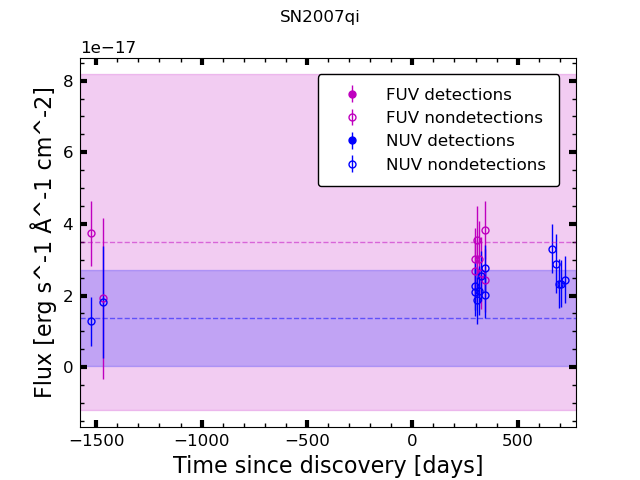 SN2007qi
1e−17
8
6
4
2
0
Flux [erg s^-1 Å^-1 cm^-2]
FUV detections
FUV nondetections
NUV detections
NUV nondetections
−1500 −1000 −500 0 500
Time since discovery [days]